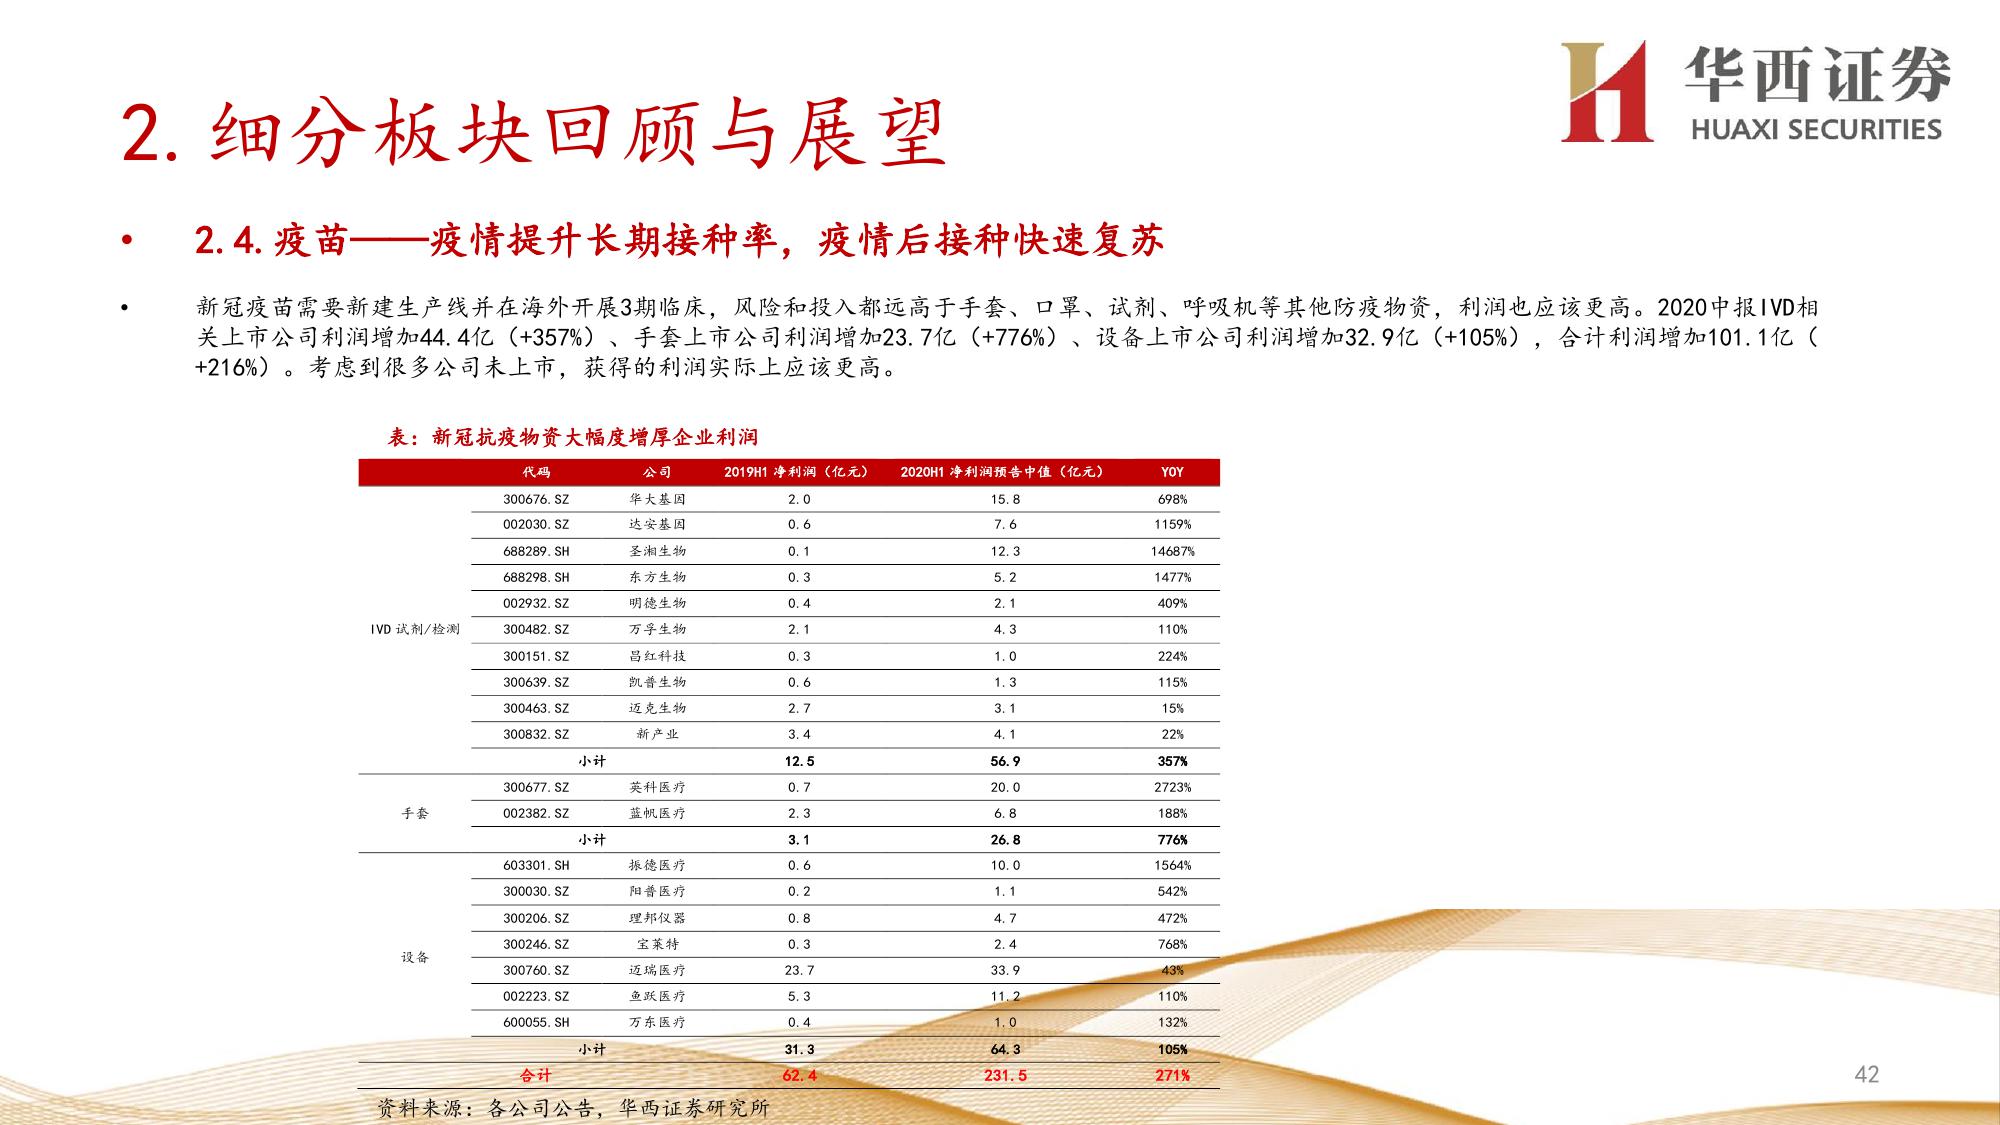 华西证券
HUAXI SECURITIES
2. 细分板块回顾与展望
• 2.4. 疫苗——疫情提升长期接种率，疫情后接种快速复苏
• 新冠疫苗需要新建生产线并在海外开展3期临床，风险和投入都远高于手套、口罩、试剂、呼吸机等其他防疫物资，利润也应该更高。2020中报IVD相
关上市公司利润增加44.4亿（+357%）、手套上市公司利润增加23.7亿（+776%）、设备上市公司利润增加32.9亿（+105%），合计利润增加101.1亿（
+216%）。考虑到很多公司未上市，获得的利润实际上应该更高。
表：新冠抗疫物资大幅度增厚企业利润
代码 公司 2019H1 净利润（亿元） 2020H1 净利润预告中值（亿元） YOY
300676.SZ 华大基因 2.0 15.8 698%
002030.SZ 达安基因 0.6 7.6 1159%
688289.SH 圣湘生物 0.1 12.3 14687%
688298.SH 东方生物 0.3 5.2 1477%
002932.SZ 明德生物 0.4 2.1 409%
IVD 试剂/检测 300482.SZ 万孚生物 2.1 4.3 110%
300151.SZ 昌红科技 0.3 1.0 224%
300639.SZ 凯普生物 0.6 1.3 115%
300463.SZ 迈克生物 2.7 3.1 15%
300832.SZ 新产业 3.4 4.1 22%
小计 12.5 56.9 357%
300677.SZ 英科医疗 0.7 20.0 2723%
手套 002382.SZ 蓝帆医疗 2.3 6.8 188%
小计 3.1 26.8 776%
603301.SH 振德医疗 0.6 10.0 1564%
300030.SZ 阳普医疗 0.2 1.1 542%
300206.SZ 理邦仪器 0.8 4.7 472%
300246.SZ 宝莱特 0.3 2.4 768%
设备 300760.SZ 迈瑞医疗 23.7 33.9 43%
002223.SZ 鱼跃医疗 5.3 11.2 110%
600055.SH 万东医疗 0.4 1.0 132%
小计 31.3 64.3 105%
合计 62.4 231.5 271%
资料来源：各公司公告，华西证券研究所
42